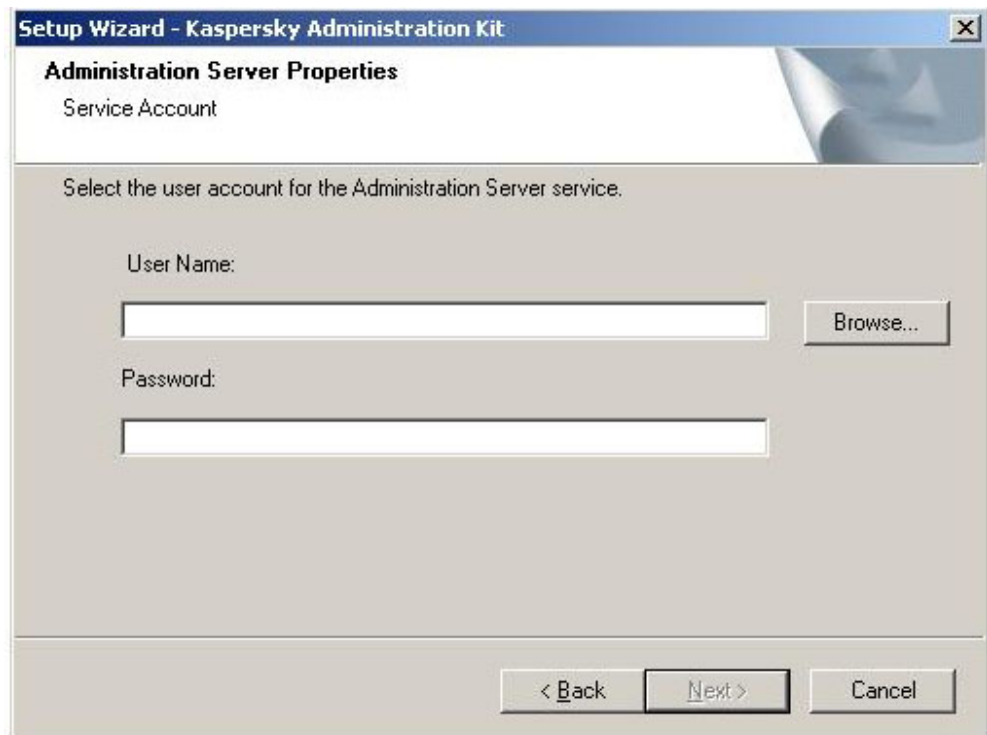 Setup Wizard - Kaspersky Administration Kit
Administration Server Properties
Service Account
Select the user account for the Administration Server service.
User Name:
Browse...
Password:
< Back
Next >
Cancel